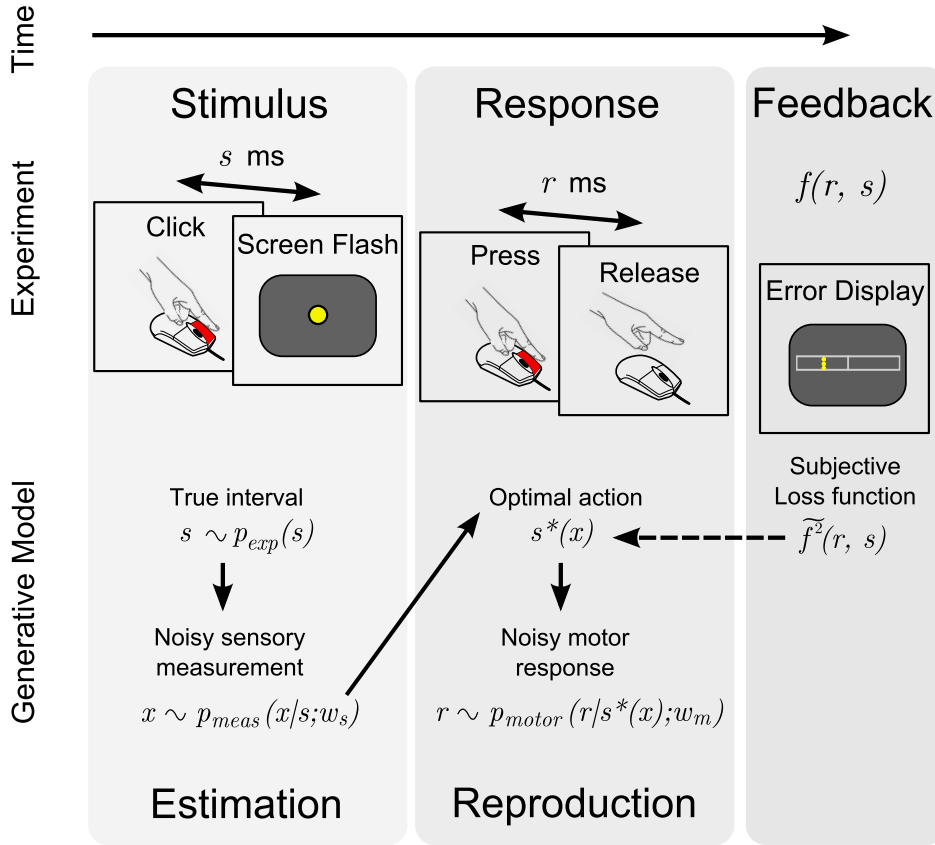 Time
Stimulus
Response
Feedback
Experiment
s ms
r ms
f(r, s)
Click
Screen Flash
Press
Release
Error Display
Generative Model
True interval
s ∼ p_exp(s)
Noisy sensory
measurement
x ∼ p_meas(x|s;w_s)
Optimal action
s*(x)
Noisy motor
response
r ∼ p_motor(r|s*(x);w_m)
Subjective
Loss function
f̃²(r, s)
Estimation
Reproduction